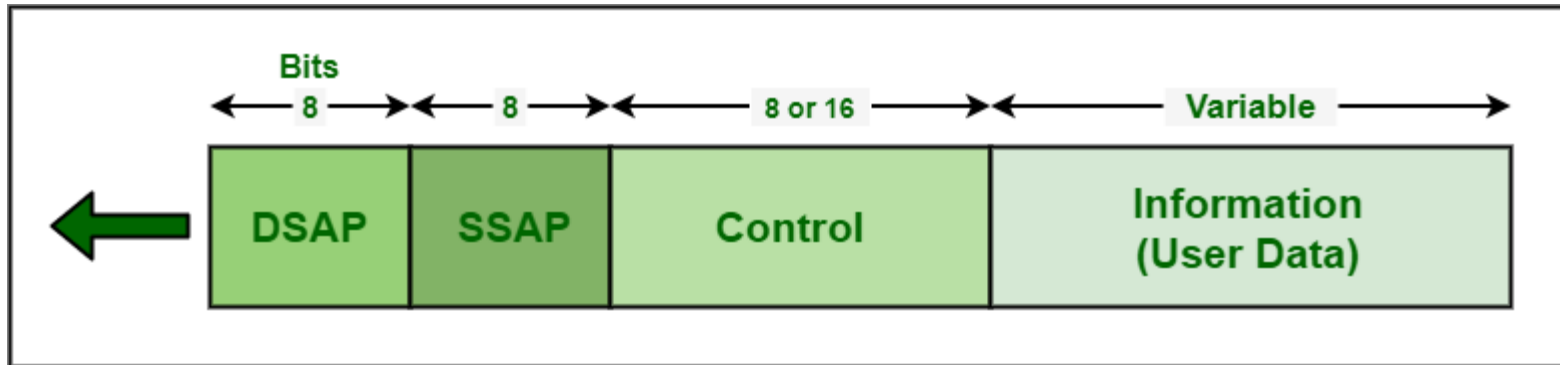 Bits
8 8 8 or 16 Variable
DSAP SSAP Control Information
(User Data)